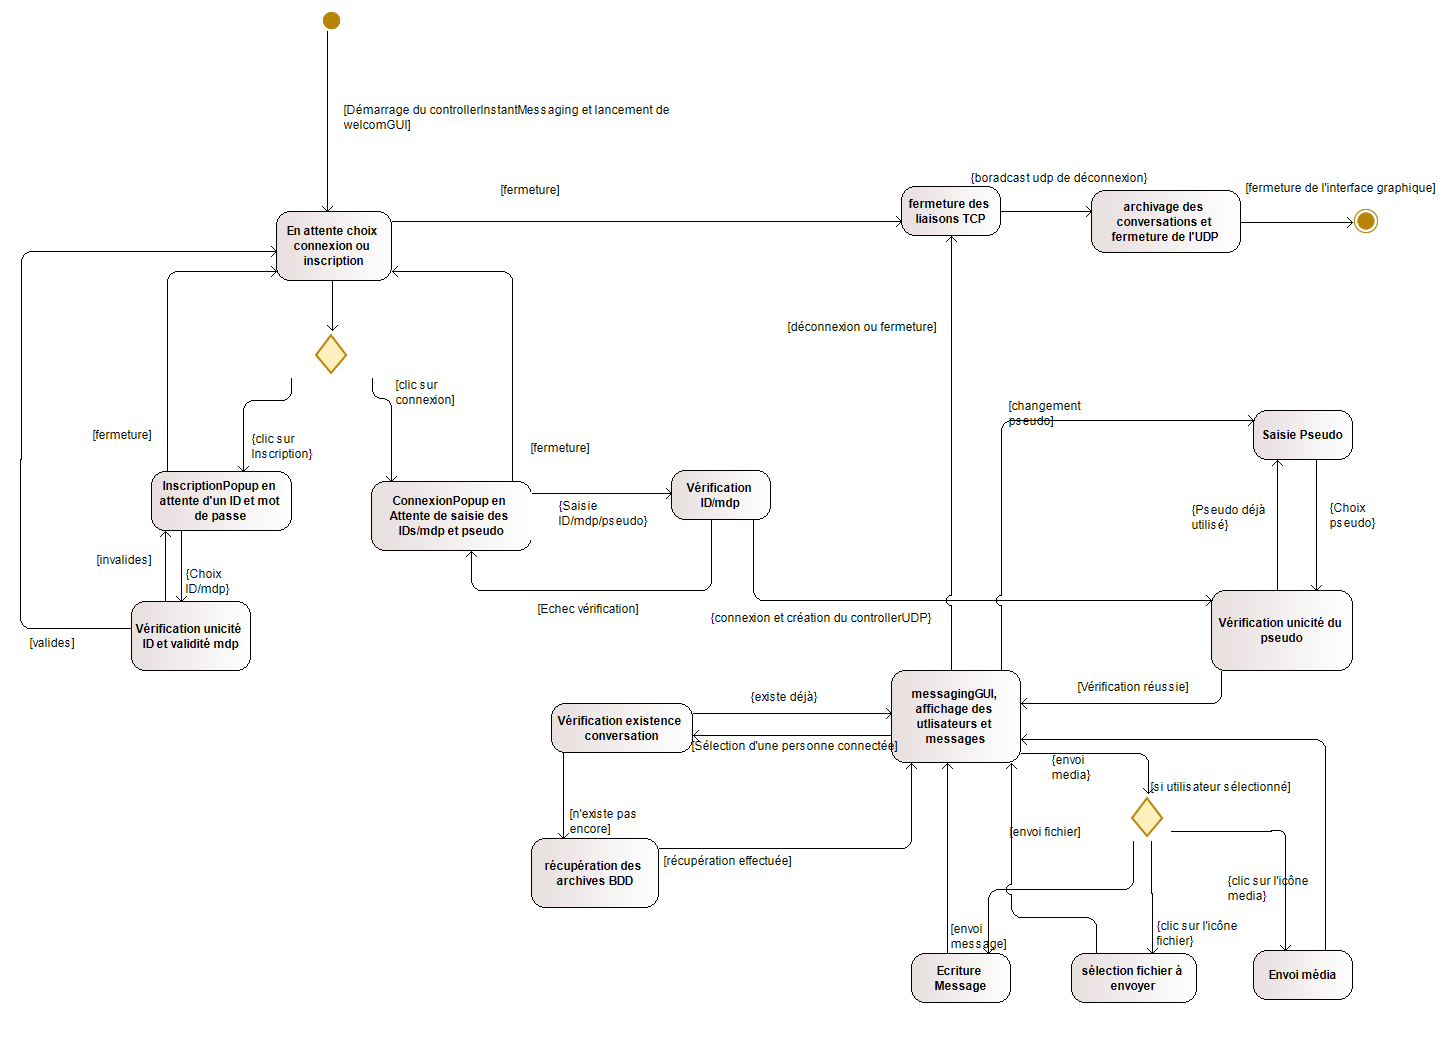 [Démarrage du controllerInstantMessaging et lancement de
welcomGUI]
{boradcast udp de déconnexion}
[fermeture]
[fermeture de l'interface graphique]
fermeture des
liaisons TCP
archivage des
conversations et
fermeture de l'UDP
En attente choix
connexion ou
inscription
[déconnexion ou fermeture]
[clic sur
connexion]
[changement
pseudo]
[fermeture]
{clic sur
Inscription}
Saisie Pseudo
[fermeture]
InscriptionPopup en
attente d'un ID et mot
de passe
ConnexionPopup en
Attente de saisie des
IDs/mdp et pseudo
{Saisie
ID/mdp/pseudo}
Vérification
ID/mdp
{Pseudo déjà
utilisé}
{Choix
pseudo}
[invalides]
{Choix
ID/mdp}
[Echec vérification]
{connexion et création du controllerUDP}
Vérification unicité
ID et validité mdp
[valides]
Vérification unicité du
pseudo
[Vérification réussie]
{existe déjà}
messagingGUI,
affichage des
utlisateurs et
messages
Vérification existence
conversation
[Sélection d'une personne connectée]
{envoi
media}
[si utilisateur sélectionné]
[n'existe pas
encore]
[envoi fichier]
récupération des
archives BDD
[récupération effectuée]
{clic sur l'icône
media}
[envoi
message]
{clic sur l'icône
fichier}
Ecriture
Message
sélection fichier à
envoyer
Envoi média